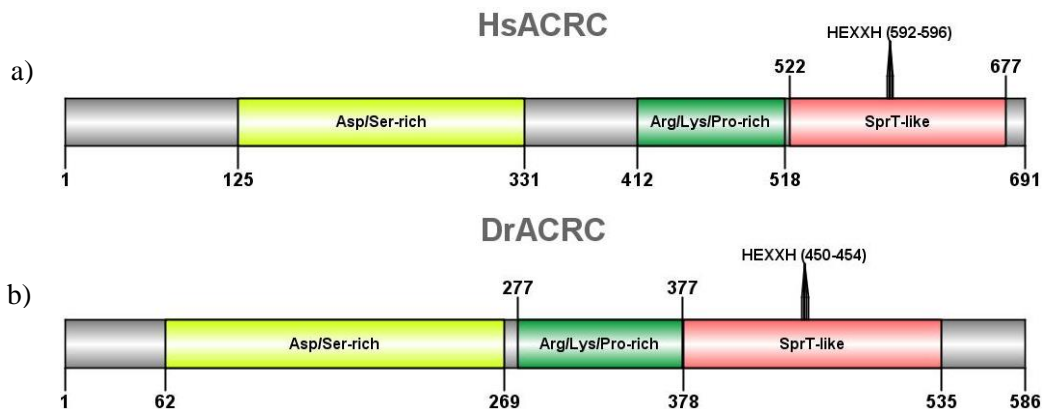 HsACRC
a)
HEXXH (592-596)
522 677
Asp/Ser-rich Arg/Lys/Pro-rich SprT-like
1 125 331 412 518 691
DrACRC
b)
HEXXH (450-454)
277 377
Asp/Ser-rich Arg/Lys/Pro-rich SprT-like
1 62 269 378 535 586